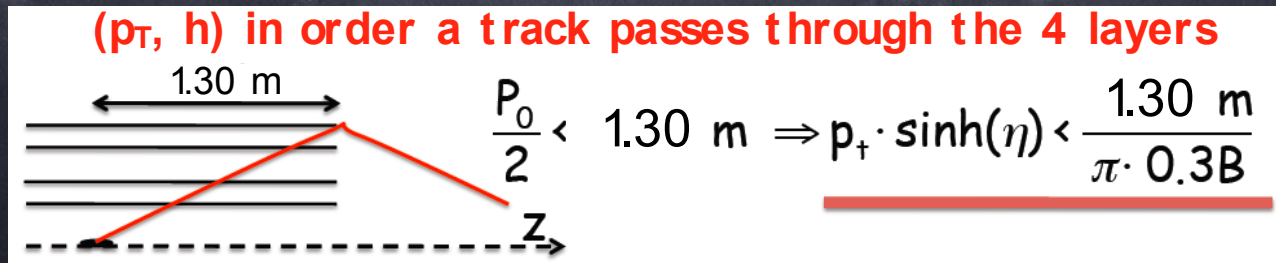 (pT, h) in order a track passes through the 4 layers
1.30 m
P₀/2 < 1.30 m ⇒ pₜ · sinh(η) < 1.30 m/π· 0.3B
Z